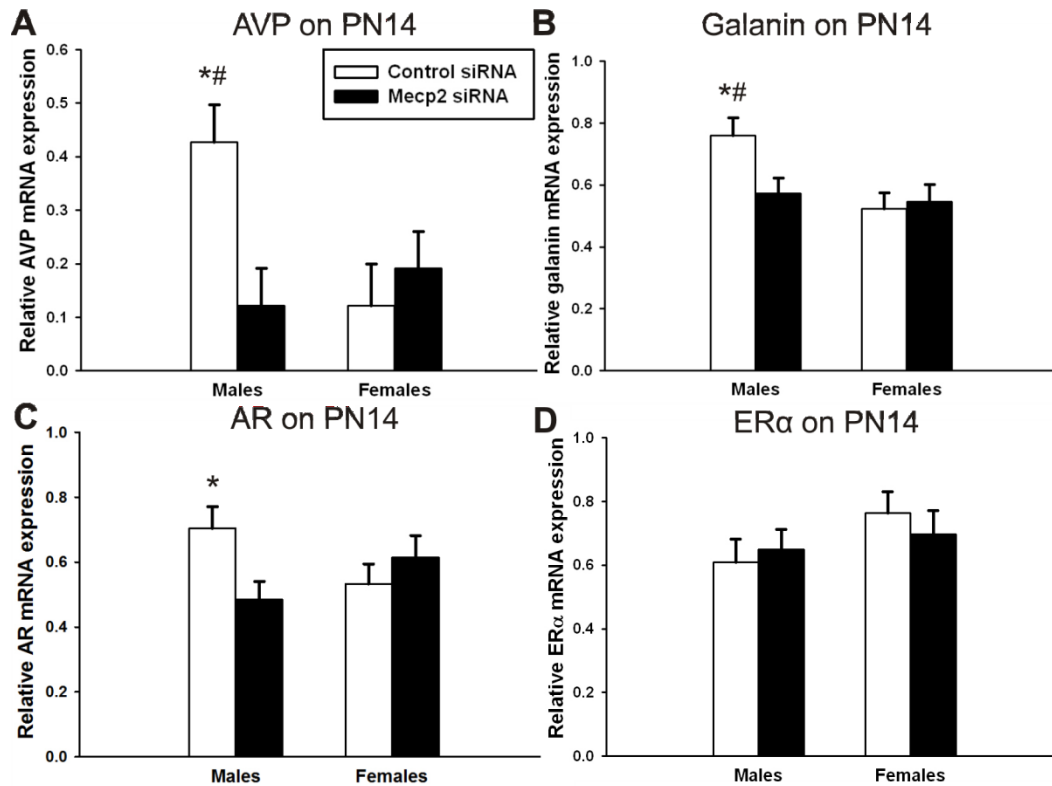 A
AVP on PN14
Relative AVP mRNA expression
0.6
0.5
0.4
0.3
0.2
0.1
0.0
*#
Control siRNA
Mecp2 siRNA
Males
Females
B
Galanin on PN14
Relative galanin mRNA expression
1.0
0.8
0.6
0.4
0.2
0.0
*#
Males
Females
C
AR on PN14
Relative AR mRNA expression
1.0
0.8
0.6
0.4
0.2
0.0
*
Males
Females
D
ERα on PN14
Relative ERα mRNA expression
1.0
0.8
0.6
0.4
0.2
0.0
Males
Females